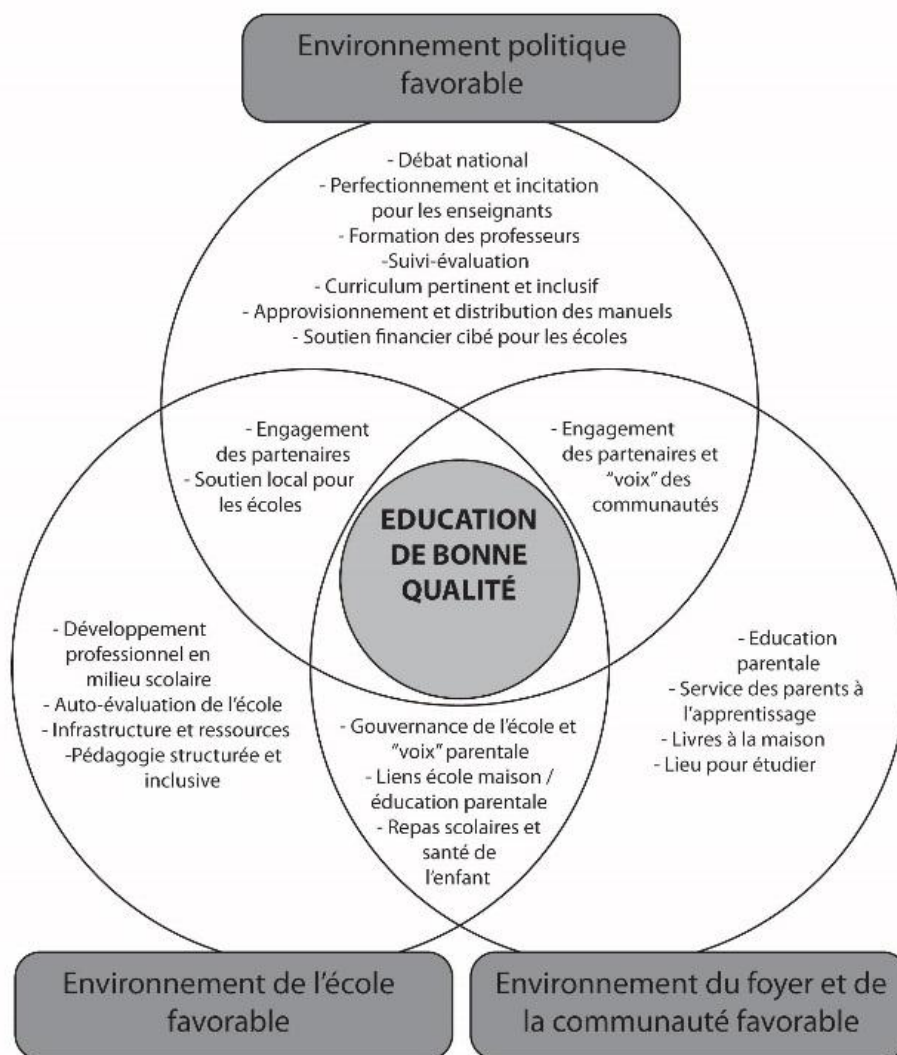 Environnement politique
favorable
- Débat national
- Perfectionnement et incitation
pour les enseignants
- Formation des professeurs
-Suivi-évaluation
- Curriculum pertinent et inclusif
- Approvisionnement et distribution des manuels
- Soutien financier cibé pour les écoles
- Engagement
des partenaires
- Soutien local pour
les écoles
- Engagement
des partenaires et
"voix" des
communautés
EDUCATION
DE BONNE
QUALITÉ
- Développement
professionnel en
milieu scolaire
- Auto-évaluation de l'école
- Infrastructure et ressources
-Pédagogie structurée et
inclusive
- Gouvernance de l'école et
"voix" parentale
- Liens école maison /
éducation parentale
- Repas scolaires et
santé de
l'enfant
- Education
parentale
- Service des parents à
l'apprentissage
- Livres à la maison
- Lieu pour étudier
Environnement de l'école
favorable
Environnement du foyer et de
la communauté favorable